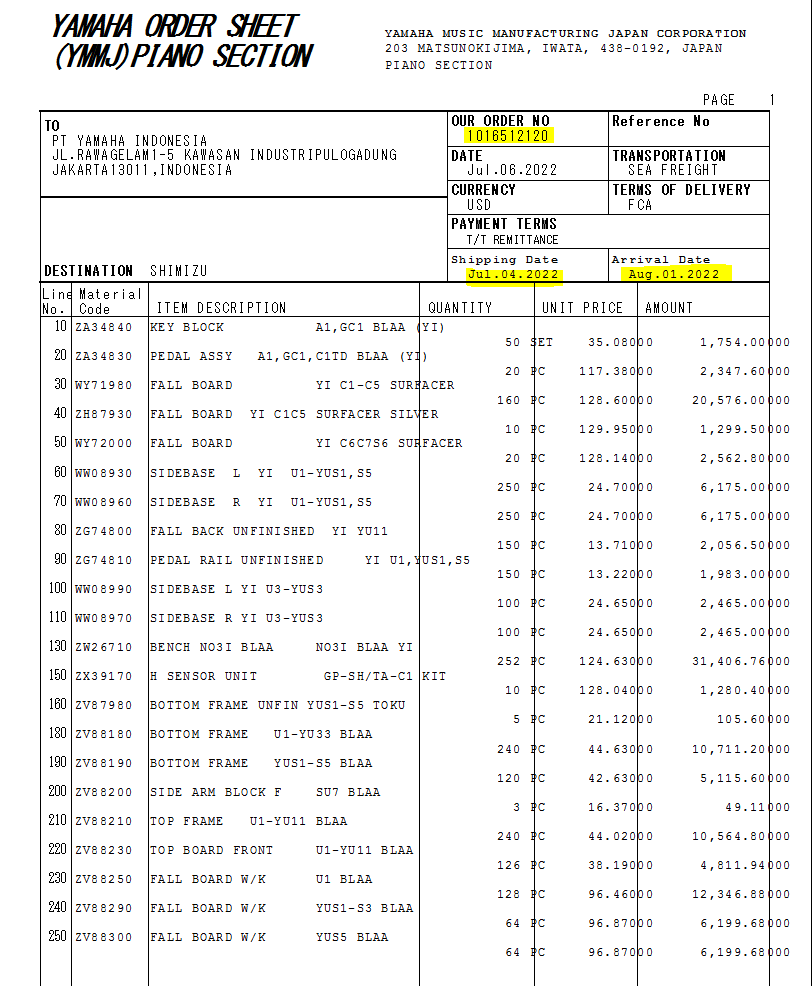 YAMAHA ORDER SHEET
(YMMJ)PIANO SECTION
YAMAHA MUSIC MANUFACTURING JAPAN CORPORATION
203 MATSUNOKIJIMA, IWATA, 438-0192, JAPAN
PIANO SECTION
PAGE 1
TO
PT YAMAHA INDONESIA
JL.RAWAGELAM1-5 KAWASAN INDUSTRIPULOGADUNG
JAKARTA13011,INDONESIA
OUR ORDER NO
1016512120
Reference No
DATE
Jul.06.2022
TRANSPORTATION
SEA FREIGHT
CURRENCY
USD
TERMS OF DELIVERY
FCA
PAYMENT TERMS
T/T REMITTANCE
DESTINATION SHIMIZU
Shipping Date
Jul.04.2022
Arrival Date
Aug.01.2022
Line No. Material Code ITEM DESCRIPTION QUANTITY UNIT PRICE AMOUNT
10 ZA34840 KEY BLOCK A1,GC1 BLAA (YI)
50 SET 35.08000 1,754.00000
20 ZA34830 PEDAL ASSY A1,GC1,C1TD BLAA (YI)
20 PC 117.38000 2,347.60000
30 WY71980 FALL BOARD YI C1-C5 SURFACER
160 PC 128.60000 20,576.00000
40 ZH87930 FALL BOARD YI C1C5 SURFACER SILVER
10 PC 129.95000 1,299.50000
50 WY72000 FALL BOARD YI C6C7S6 SURFACER
20 PC 128.14000 2,562.80000
60 WW08930 SIDEBASE L YI U1-YUS1,S5
250 PC 24.70000 6,175.00000
70 WW08960 SIDEBASE R YI U1-YUS1,S5
250 PC 24.70000 6,175.00000
80 ZG74800 FALL BACK UNFINISHED YI YU11
150 PC 13.71000 2,056.50000
90 ZG74810 PEDAL RAIL UNFINISHED YI U1,YUS1,S5
150 PC 13.22000 1,983.00000
100 WW08990 SIDEBASE L YI U3-YUS3
100 PC 24.65000 2,465.00000
110 WW08970 SIDEBASE R YI U3-YUS3
100 PC 24.65000 2,465.00000
130 ZW26710 BENCH NO3I BLAA NO3I BLAA YI
252 PC 124.63000 31,406.76000
150 ZX39170 H SENSOR UNIT GP-SH/TA-C1 KIT
10 PC 128.04000 1,280.40000
160 ZV87980 BOTTOM FRAME UNFIN YUS1-S5 TOKU
5 PC 21.12000 105.60000
180 ZV88180 BOTTOM FRAME U1-YU33 BLAA
240 PC 44.63000 10,711.20000
190 ZV88190 BOTTOM FRAME YUS1-S5 BLAA
120 PC 42.63000 5,115.60000
200 ZV88200 SIDE ARM BLOCK F SU7 BLAA
3 PC 16.37000 49.11000
210 ZV88210 TOP FRAME U1-YU11 BLAA
240 PC 44.02000 10,564.80000
220 ZV88230 TOP BOARD FRONT U1-YU11 BLAA
126 PC 38.19000 4,811.94000
230 ZV88250 FALL BOARD W/K U1 BLAA
128 PC 96.46000 12,346.88000
240 ZV88290 FALL BOARD W/K YUS1-S3 BLAA
64 PC 96.87000 6,199.68000
250 ZV88300 FALL BOARD W/K YUS5 BLAA
64 PC 96.87000 6,199.68000